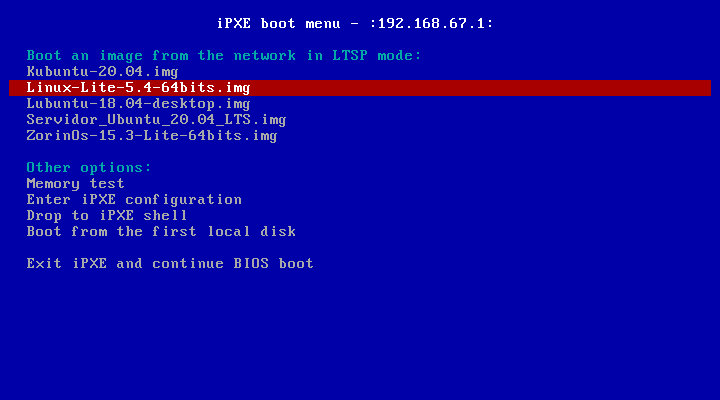 iPXE boot menu - :192.168.67.1:
Boot an image from the network in LTSP mode:
Kubuntu-20.04.img
Linux-Lite-5.4-64bits.img
Lubuntu-18.04-desktop.img
Servidor_Ubuntu_20.04_LTS.img
ZorinOs-15.3-Lite-64bits.img
Other options:
Memory test
Enter iPXE configuration
Drop to iPXE shell
Boot from the first local disk
Exit iPXE and continue BIOS boot